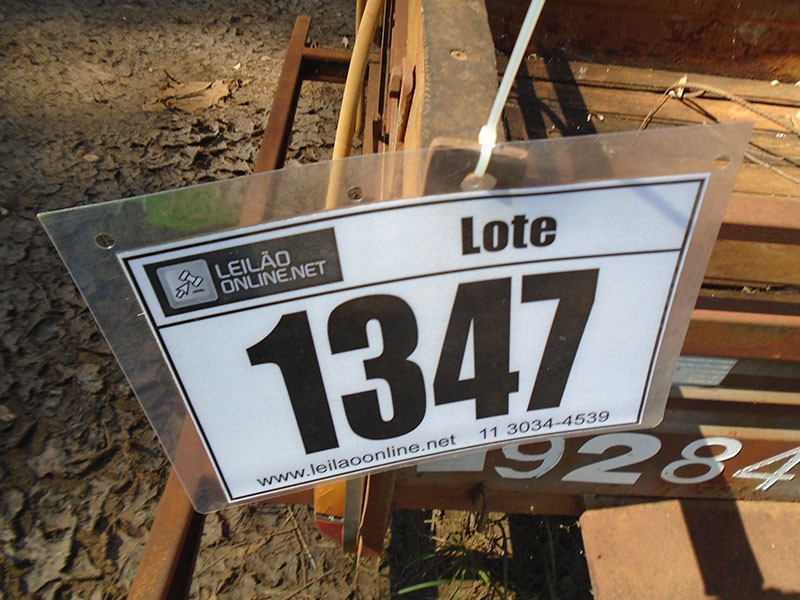 LEILÃO
ONLINE.NET
Lote
1347
www.leilaoonline.net 11 3034-4539
9284